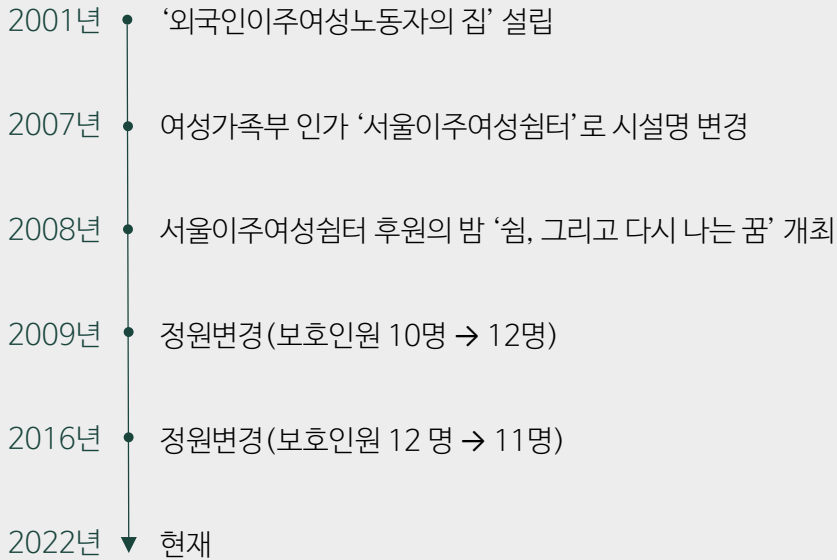 2001년 ‘외국인이주여성노동자의 집’ 설립
2007년 여성가족부 인가 ‘서울이주여성쉼터’로 시설명 변경
2008년 서울이주여성쉼터 후원의 밤 ‘쉼, 그리고 다시 나는 꿈’ 개최
2009년 정원변경(보호인원 10명 → 12명)
2016년 정원변경(보호인원 12 명 → 11명)
2022년 현재